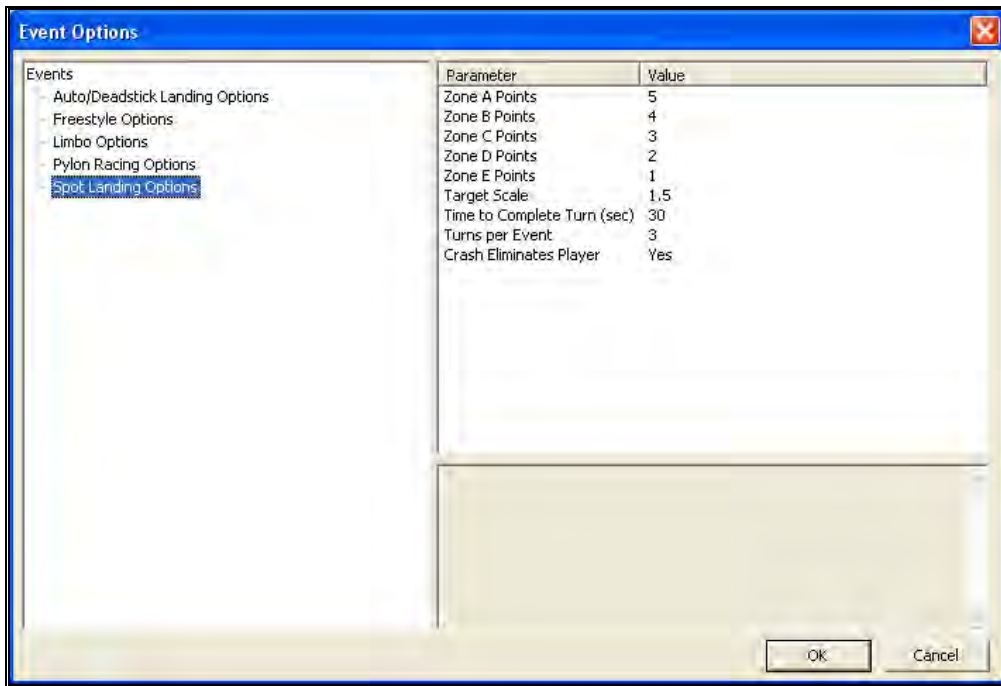 Event Options
Events
Auto/Deadstick Landing Options
Freestyle Options
Limbo Options
Pylon Racing Options
Spot Landing Options
Parameter Value
Zone A Points 5
Zone B Points 4
Zone C Points 3
Zone D Points 2
Zone E Points 1
Target Scale 1.5
Time to Complete Turn (sec) 30
Turns per Event 3
Crash Eliminates Player Yes
OK Cancel